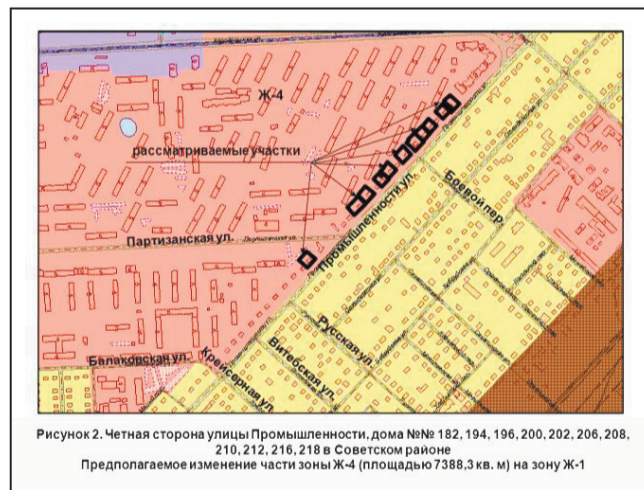 Ж-4
рассматриваемые участки
Промышленности ул.
Боевой пер.
Партизанская ул.
Русская ул.
Витебская ул.
Балаковская ул.
Крейсерная ул.
Рисунок 2. Четная сторона улицы Промышленности, дома №№ 182, 194, 196, 200, 202, 206, 208,
210, 212, 216, 218 в Советском районе
Предполагаемое изменение части зоны Ж-4 (площадью 7388,3 кв. м) на зону Ж-1